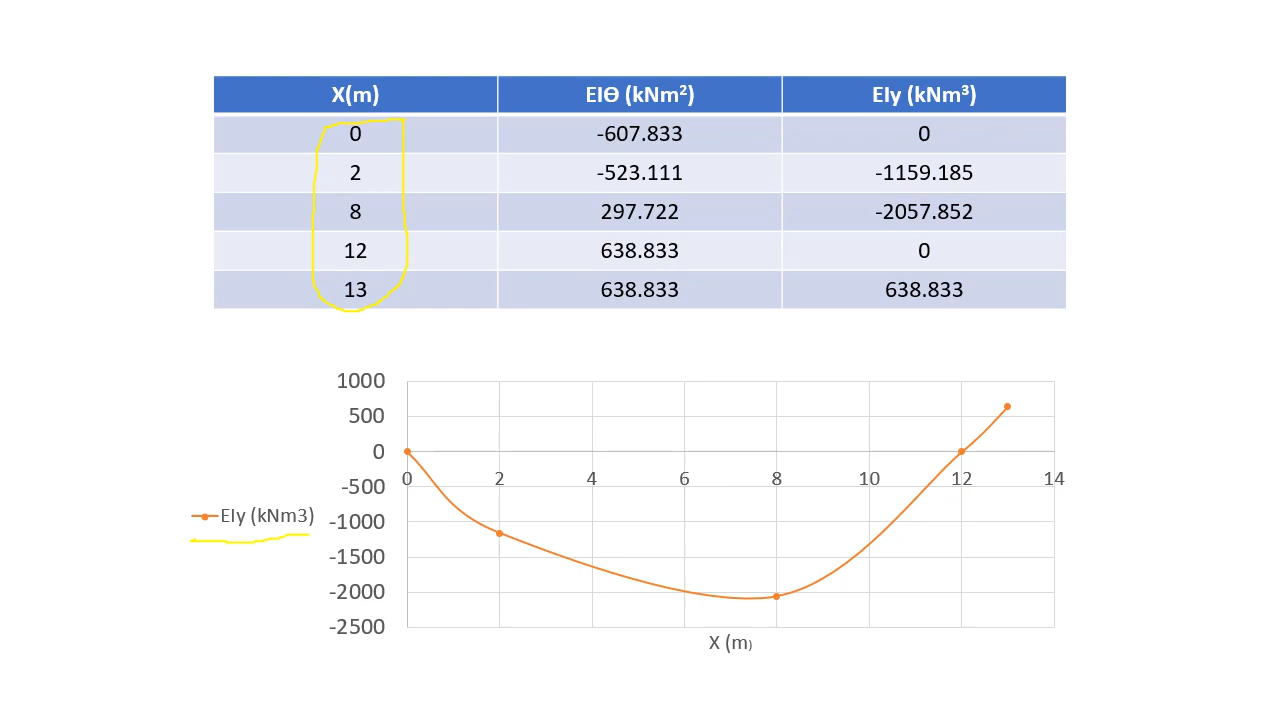 X(m) EIɵ (kNm²) EIy (kNm³)
0 -607.833 0
2 -523.111 -1159.185
8 297.722 -2057.852
12 638.833 0
13 638.833 638.833
1000
500
0
0 2 4 6 8 10 12 14
-500
EIy (kNm3) -1000
-1500
-2000
-2500
X (m)